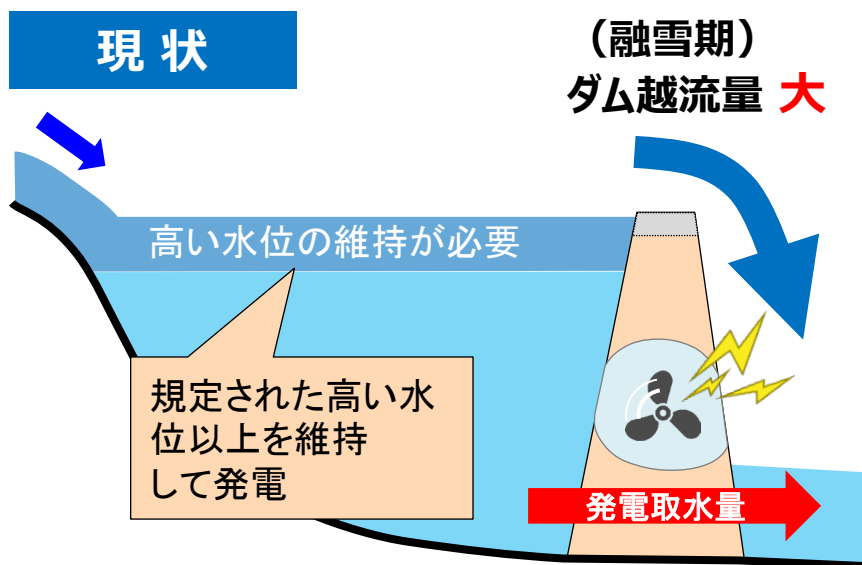 現 状
（融雪期）
ダム越流量 大
高い水位の維持が必要
規定された高い水
位以上を維持
して発電
発電取水量